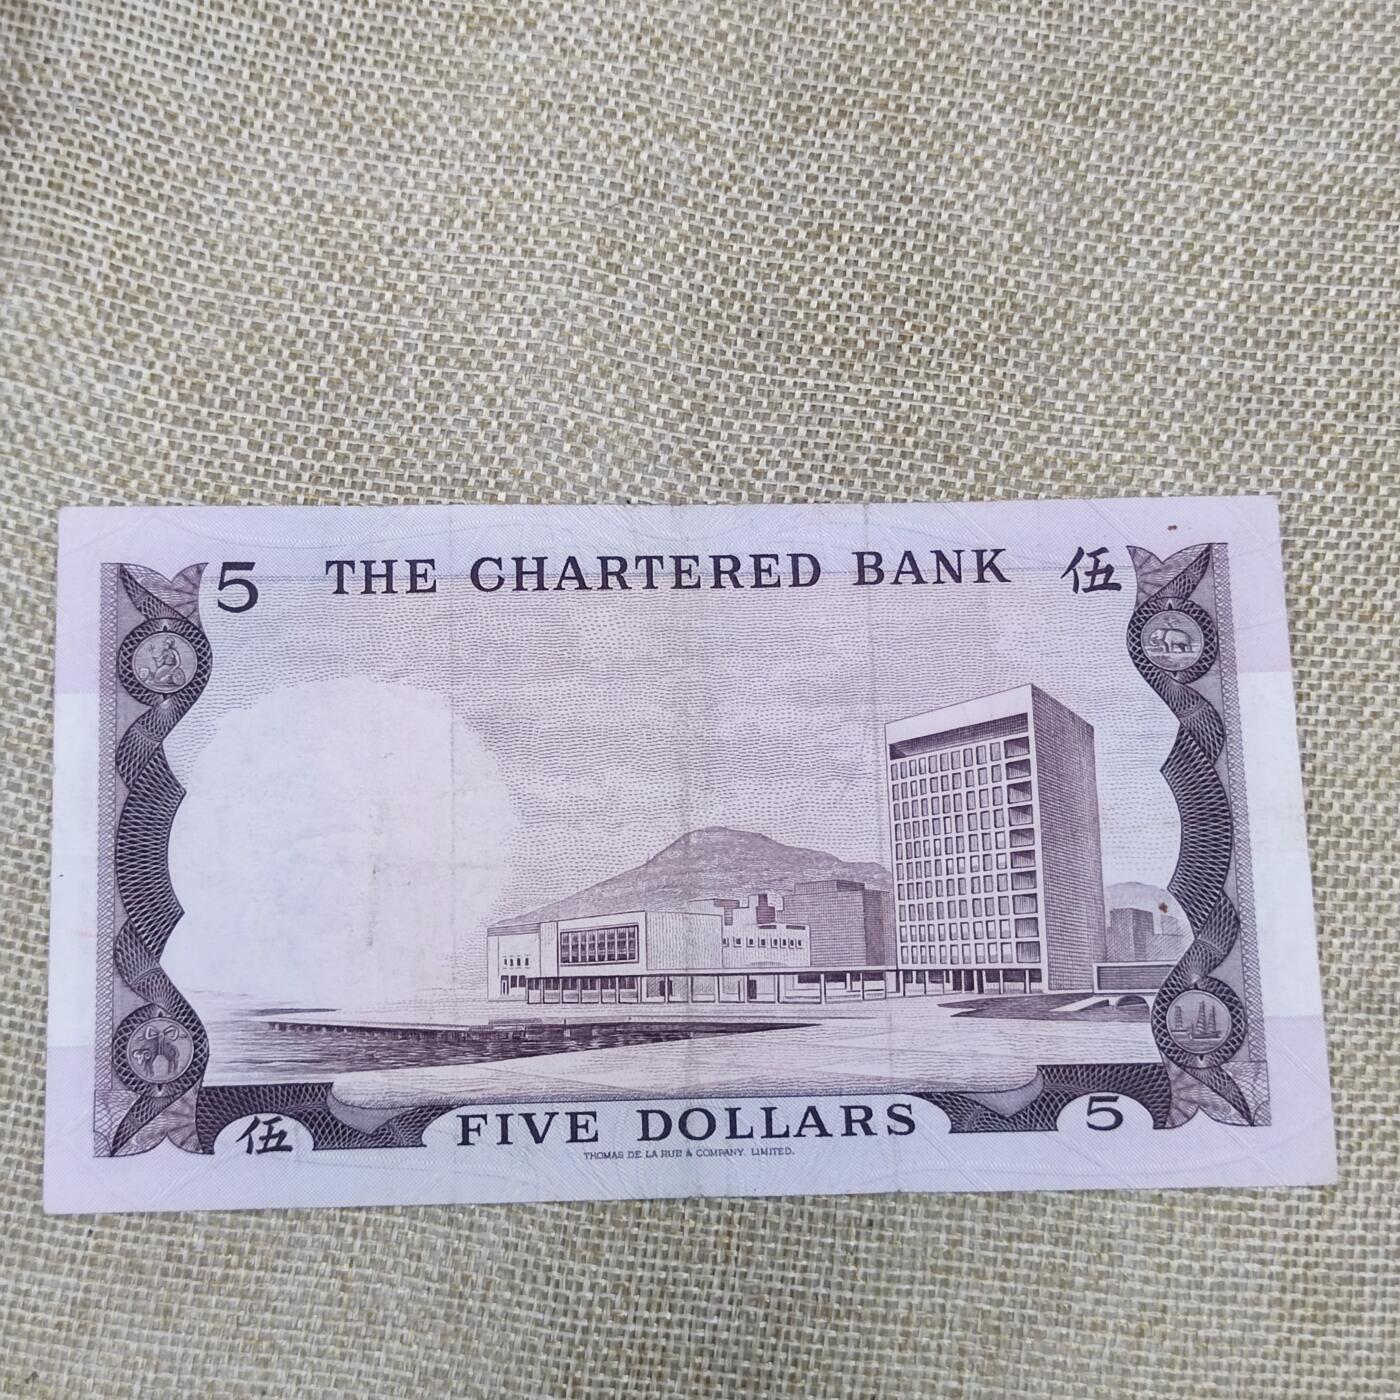 5 THE CHARTERED BANK 伍
伍 FIVE DOLLARS 5
THOMAS DE LA RUE & COMPANY, LIMITED.